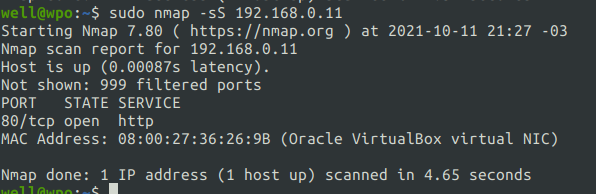 well@wpo:~$ sudo nmap -sS 192.168.0.11
Starting Nmap 7.80 ( https://nmap.org ) at 2021-10-11 21:27 -03
Nmap scan report for 192.168.0.11
Host is up (0.00087s latency).
Not shown: 999 filtered ports
PORT   STATE SERVICE
80/tcp open  http
MAC Address: 08:00:27:36:26:9B (Oracle VirtualBox virtual NIC)
Nmap done: 1 IP address (1 host up) scanned in 4.65 seconds
well@wpo:~$